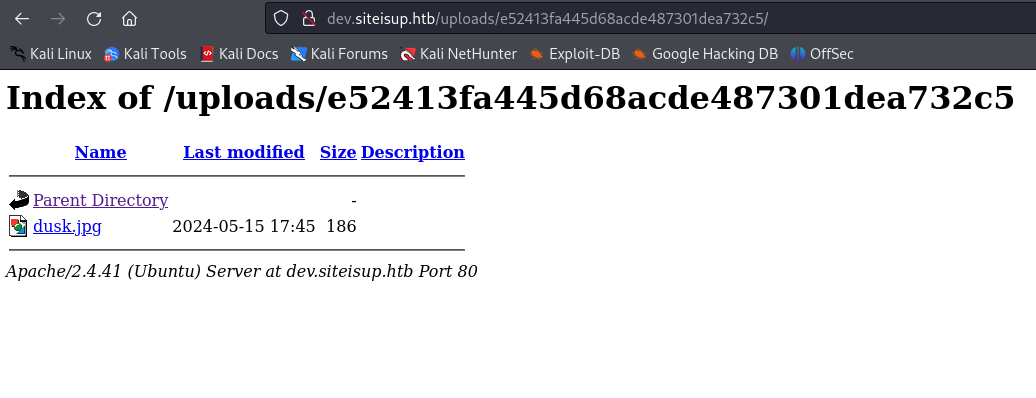 dev.siteisup.htb/uploads/e52413fa445d68acde487301dea732c5/
Kali Linux Kali Tools Kali Docs Kali Forums Kali NetHunter Exploit-DB Google Hacking DB OffSec
Index of /uploads/e52413fa445d68acde487301dea732c5
Name Last modified Size Description
Parent Directory -
dusk.jpg 2024-05-15 17:45 186
Apache/2.4.41 (Ubuntu) Server at dev.siteisup.htb Port 80